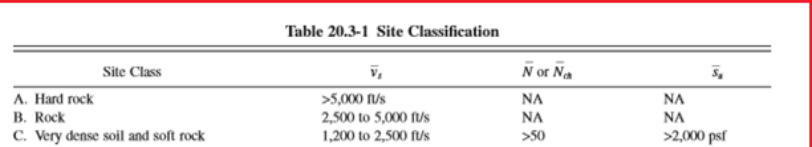 Table 20.3-1 Site Classification
Site Class v̄ₛ N̄ or N̄ch s̄ᵤ
A. Hard rock >5,000 ft/s NA NA
B. Rock 2,500 to 5,000 ft/s NA NA
C. Very dense soil and soft rock 1,200 to 2,500 ft/s >50 >2,000 psf